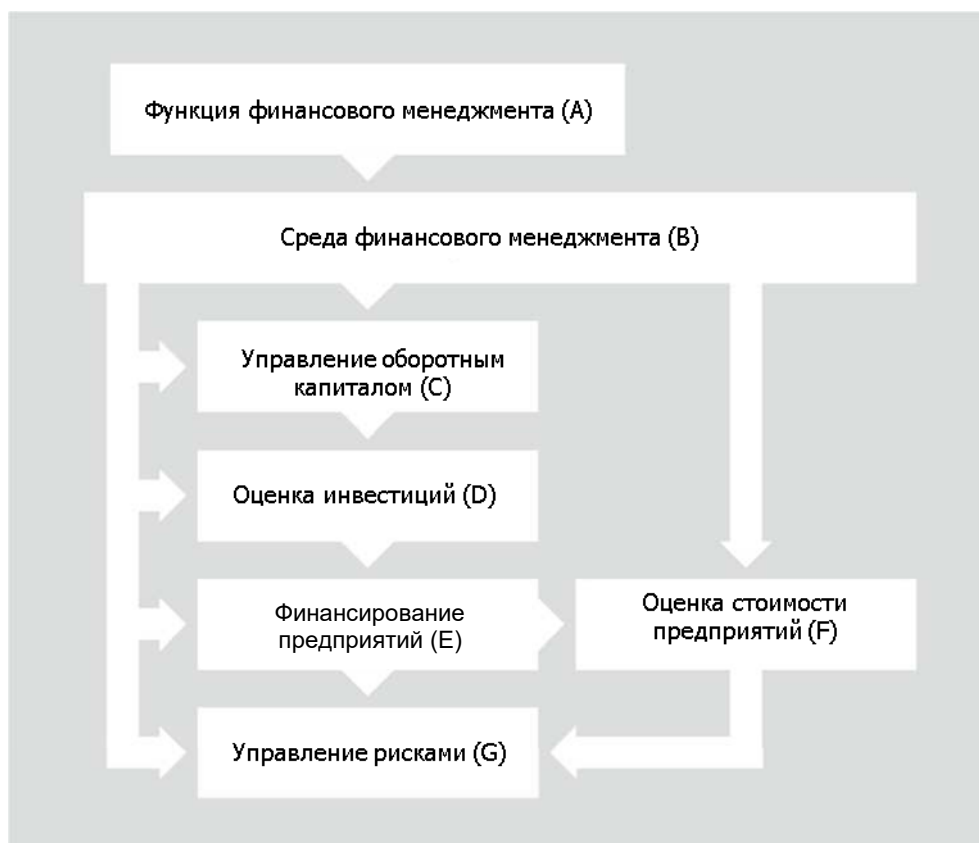 Функция финансового менеджмента (A)
Среда финансового менеджмента (B)
Управление оборотным
капиталом (C)
Оценка инвестиций (D)
Финансирование
предприятий (E)
Оценка стоимости
предприятий (F)
Управление рисками (G)